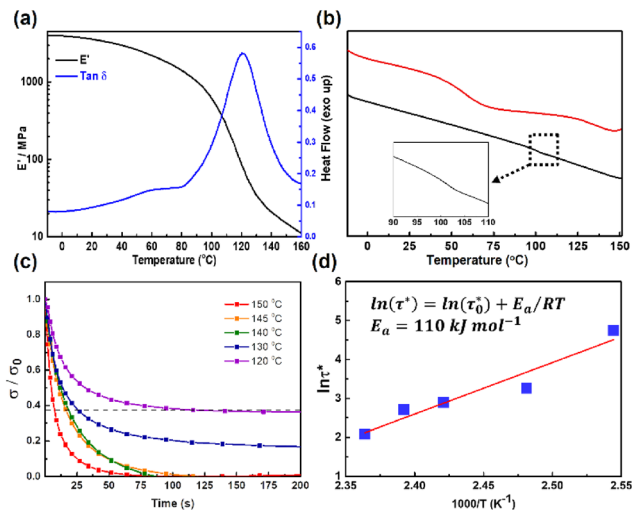 (a)
E'
Tan δ
1000
100
10
E' / MPa
0.6
0.5
0.4
0.3
0.2
0.1
0.0
0 20 40 60 80 100 120 140 160
Temperature (°C)
(b)
Heat Flow (exo up)
90 95 100 105 110
0 25 50 75 100 125 150
Temperature (°C)
(c)
1.0
0.8
0.6
0.4
0.2
0.0
σ / σ0
150 °C
145 °C
140 °C
130 °C
120 °C
0 25 50 75 100 125 150 175 200
Time (s)
(d)
ln(τ*) = ln(τ0*) + Ea/RT
Ea = 110 kJ mol⁻¹
6
5
4
3
2
1
lnτ*
2.35 2.40 2.45 2.50 2.55
1000/T (K⁻¹)